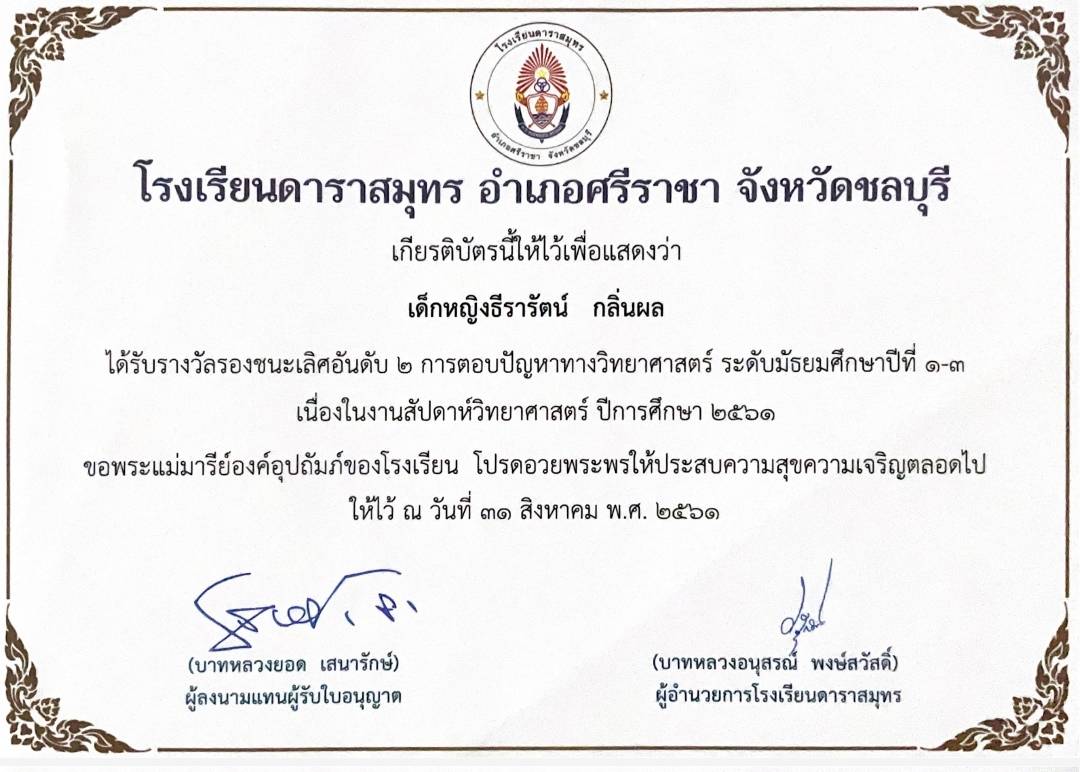 โรงเรียนดาราสมุทร
อำเภอศรีราชา จังหวัดชลบุรี
โรงเรียนดาราสมุทร อำเภอศรีราชา จังหวัดชลบุรี
เกียรติบัตรนี้ให้ไว้เพื่อแสดงว่า
เด็กหญิงธีรารัตน์ กลิ่นผล
ได้รับรางวัลรองชนะเลิศอันดับ ๒ การตอบปัญหาทางวิทยาศาสตร์ ระดับมัธยมศึกษาปีที่ ๑-๓
เนื่องในงานสัปดาห์วิทยาศาสตร์ ปีการศึกษา ๒๕๖๑
ขอพระแม่มารีย์องค์อุปถัมภ์ของโรงเรียน โปรดอวยพระพรให้ประสบความสุขความเจริญตลอดไป
ให้ไว้ ณ วันที่ ๓๑ สิงหาคม พ.ศ. ๒๕๖๑
(บาทหลวงยอด เสนารักษ์)
ผู้ลงนามแทนผู้รับใบอนุญาต
(บาทหลวงอนุสรณ์ พงษ์สวัสดิ์)
ผู้อำนวยการโรงเรียนดาราสมุทร